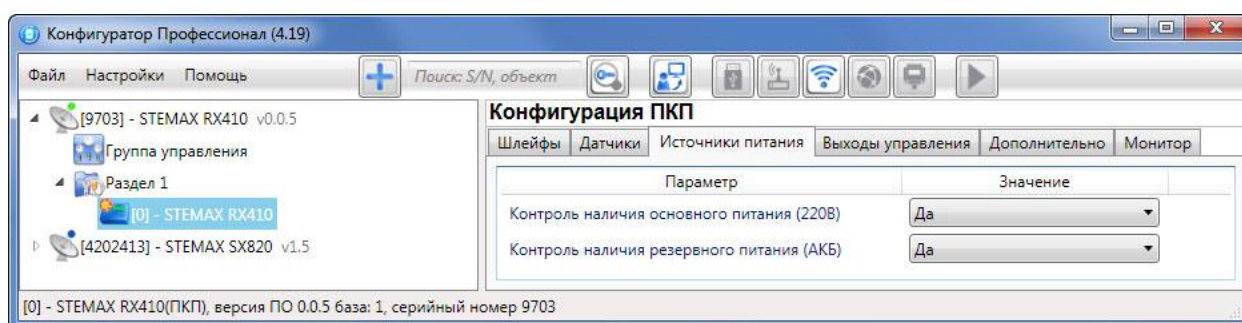 Конфигуратор Профессионал (4.19)
Файл Настройки Помощь Поиск: S/N, объект
[9703] - STEMAX RX410 v0.0.5
Группа управления
Раздел 1
[0] - STEMAX RX410
[4202413] - STEMAX SX820 v1.5
Конфигурация ПКП
Шлейфы Датчики Источники питания Выходы управления Дополнительно Монитор
Параметр Значение
Контроль наличия основного питания (220В) Да
Контроль наличия резервного питания (АКБ) Да
[0] - STEMAX RX410(ПКП), версия ПО 0.0.5 база: 1, серийный номер 9703